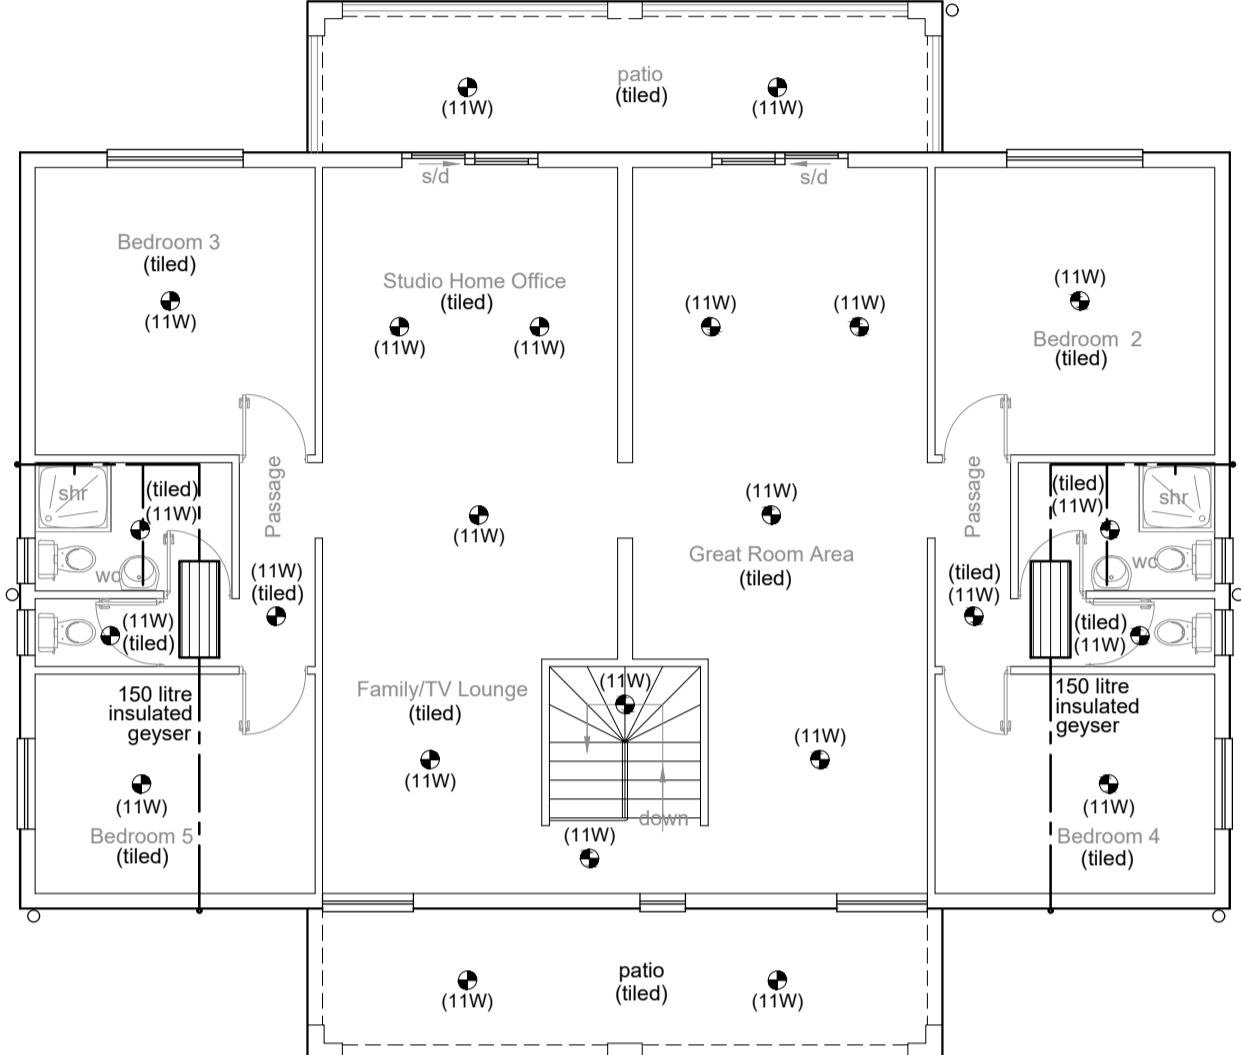 patio
(tiled)
(11W)
(11W)
s/d
s/d
Bedroom 3
(tiled)
(11W)
Studio Home Office
(tiled)
(11W)
(11W)
(11W)
(11W)
(11W)
Bedroom 2
(tiled)
shr
(tiled)
(11W)
wc
Passage
(11W)
(tiled)
(11W)
(tiled)
(11W)
(11W)
Great Room Area
(tiled)
Passage
(tiled)
(11W)
(tiled)
(11W)
shr
wc
(tiled)
(11W)
150 litre
insulated
geyser
Family/TV Lounge
(tiled)
(11W)
(11W)
down
(11W)
(11W)
150 litre
insulated
geyser
(11W)
Bedroom 5
(tiled)
(11W)
Bedroom 4
(tiled)
patio
(tiled)
(11W)
(11W)